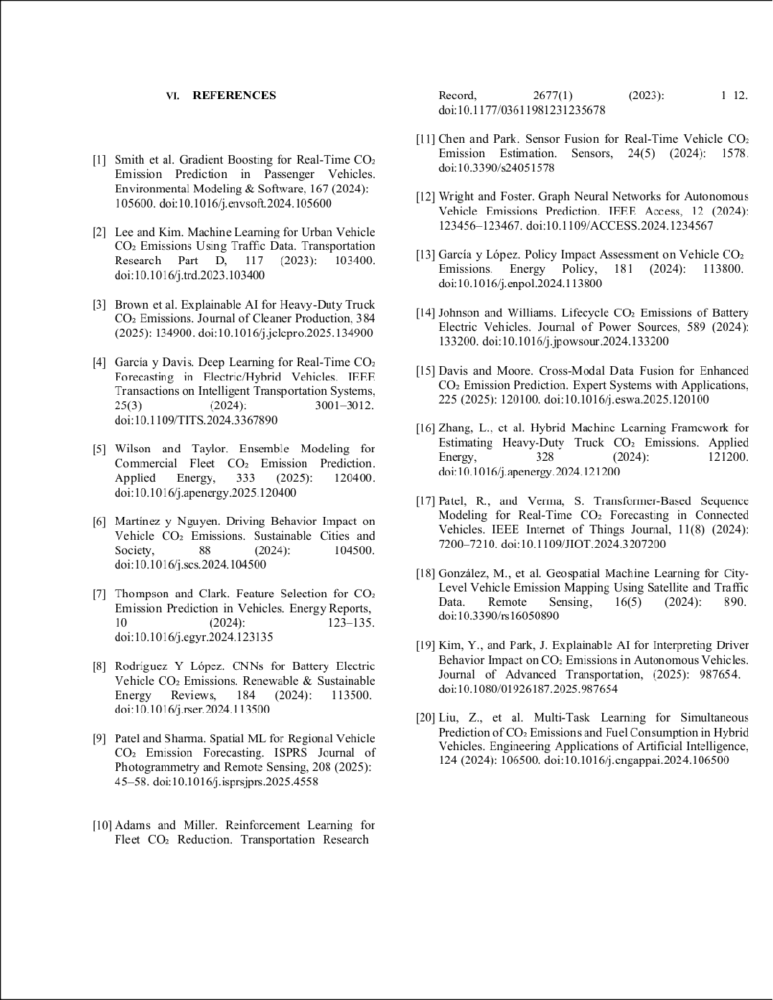 VI. REFERENCES
[1] Smith et al. Gradient Boosting for Real-Time CO₂
Emission Prediction in Passenger Vehicles.
Environmental Modeling & Software, 167 (2024):
105600. doi:10.1016/j.envsoft.2024.105600
[2] Lee and Kim. Machine Learning for Urban Vehicle
CO₂ Emissions Using Traffic Data. Transportation
Research Part D, 117 (2023): 103400.
doi:10.1016/j.trd.2023.103400
[3] Brown et al. Explainable AI for Heavy-Duty Truck
CO₂ Emissions. Journal of Cleaner Production, 384
(2025): 134900. doi:10.1016/j.jclepro.2025.134900
[4] García y Davis. Deep Learning for Real-Time CO₂
Forecasting in Electric/Hybrid Vehicles. IEEE
Transactions on Intelligent Transportation Systems,
25(3) (2024): 3001–3012.
doi:10.1109/TITS.2024.3367890
[5] Wilson and Taylor. Ensemble Modeling for
Commercial Fleet CO₂ Emission Prediction.
Applied Energy, 333 (2025): 120400.
doi:10.1016/j.apenergy.2025.120400
[6] Martínez y Nguyen. Driving Behavior Impact on
Vehicle CO₂ Emissions. Sustainable Cities and
Society, 88 (2024): 104500.
doi:10.1016/j.scs.2024.104500
[7] Thompson and Clark. Feature Selection for CO₂
Emission Prediction in Vehicles. Energy Reports,
10 (2024): 123–135.
doi:10.1016/j.egyr.2024.123135
[8] Rodríguez Y López. CNNs for Battery Electric
Vehicle CO₂ Emissions. Renewable & Sustainable
Energy Reviews, 184 (2024): 113500.
doi:10.1016/j.rser.2024.113500
[9] Patel and Sharma. Spatial ML for Regional Vehicle
CO₂ Emission Forecasting. ISPRS Journal of
Photogrammetry and Remote Sensing, 208 (2025):
45–58. doi:10.1016/j.isprsjprs.2025.4558
[10] Adams and Miller. Reinforcement Learning for
Fleet CO₂ Reduction. Transportation Research
Record, 2677(1) (2023): 1–12.
doi:10.1177/03611981231235678
[11] Chen and Park. Sensor Fusion for Real-Time Vehicle CO₂
Emission Estimation. Sensors, 24(5) (2024): 1578.
doi:10.3390/s24051578
[12] Wright and Foster. Graph Neural Networks for Autonomous
Vehicle Emissions Prediction. IEEE Access, 12 (2024):
123456–123467. doi:10.1109/ACCESS.2024.1234567
[13] García y López. Policy Impact Assessment on Vehicle CO₂
Emissions. Energy Policy, 181 (2024): 113800.
doi:10.1016/j.enpol.2024.113800
[14] Johnson and Williams. Lifecycle CO₂ Emissions of Battery
Electric Vehicles. Journal of Power Sources, 589 (2024):
133200. doi:10.1016/j.jpowsour.2024.133200
[15] Davis and Moore. Cross-Modal Data Fusion for Enhanced
CO₂ Emission Prediction. Expert Systems with Applications,
225 (2025): 120100. doi:10.1016/j.eswa.2025.120100
[16] Zhang, L., et al. Hybrid Machine Learning Framework for
Estimating Heavy-Duty Truck CO₂ Emissions. Applied
Energy, 328 (2024): 121200.
doi:10.1016/j.apenergy.2024.121200
[17] Patel, R., and Verma, S. Transformer-Based Sequence
Modeling for Real-Time CO₂ Forecasting in Connected
Vehicles. IEEE Internet of Things Journal, 11(8) (2024):
7200–7210. doi:10.1109/JIOT.2024.3207200
[18] González, M., et al. Geospatial Machine Learning for City-
Level Vehicle Emission Mapping Using Satellite and Traffic
Data. Remote Sensing, 16(5) (2024): 890.
doi:10.3390/rs16050890
[19] Kim, Y., and Park, J. Explainable AI for Interpreting Driver
Behavior Impact on CO₂ Emissions in Autonomous Vehicles.
Journal of Advanced Transportation, (2025): 987654.
doi:10.1080/01926187.2025.987654
[20] Liu, Z., et al. Multi-Task Learning for Simultaneous
Prediction of CO₂ Emissions and Fuel Consumption in Hybrid
Vehicles. Engineering Applications of Artificial Intelligence,
124 (2024): 106500. doi:10.1016/j.engappai.2024.106500